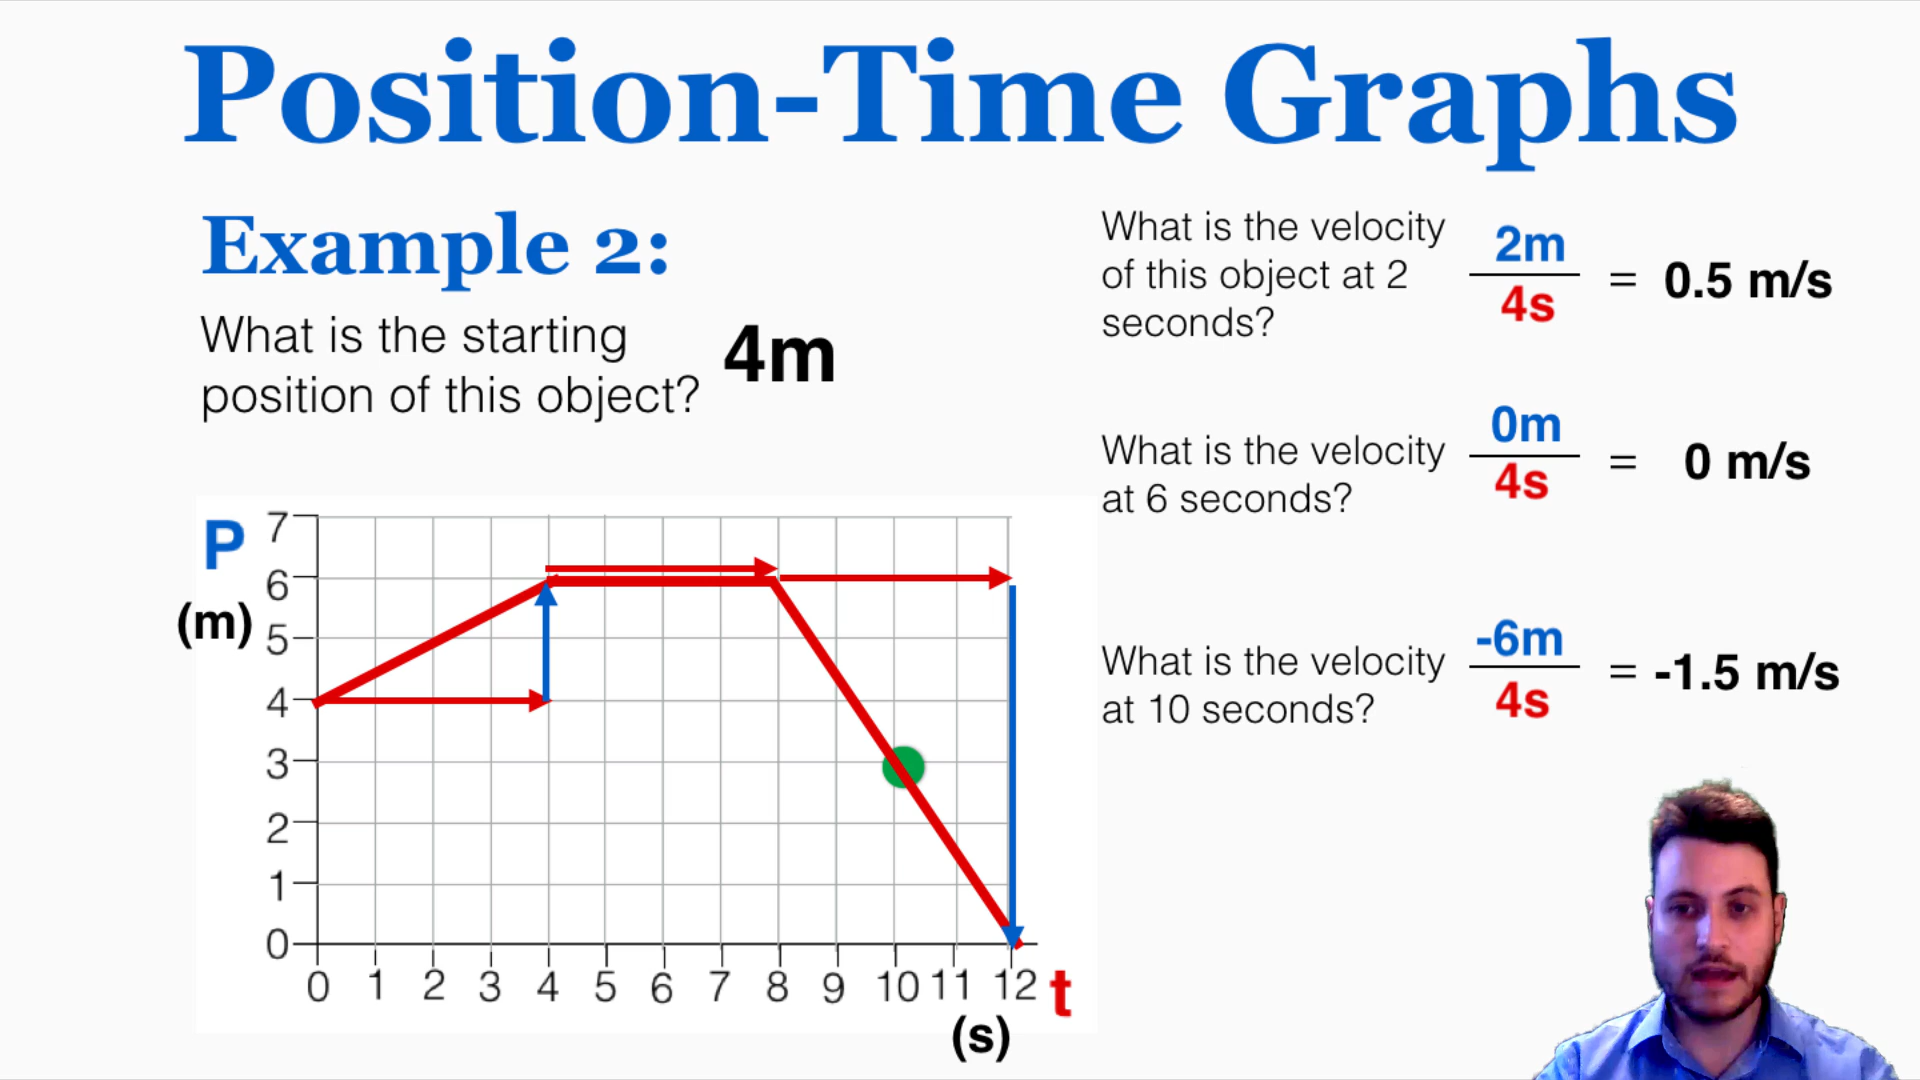 Position-Time Graphs
Example 2:
What is the starting
position of this object?
4m
What is the velocity
of this object at 2
seconds?
2m
4s
= 0.5 m/s
What is the velocity
at 6 seconds?
0m
4s
= 0 m/s
What is the velocity
at 10 seconds?
-6m
4s
= -1.5 m/s
P
(m)
7
6
5
4
3
2
1
0
0 1 2 3 4 5 6 7 8 9 10 11 12
t
(s)